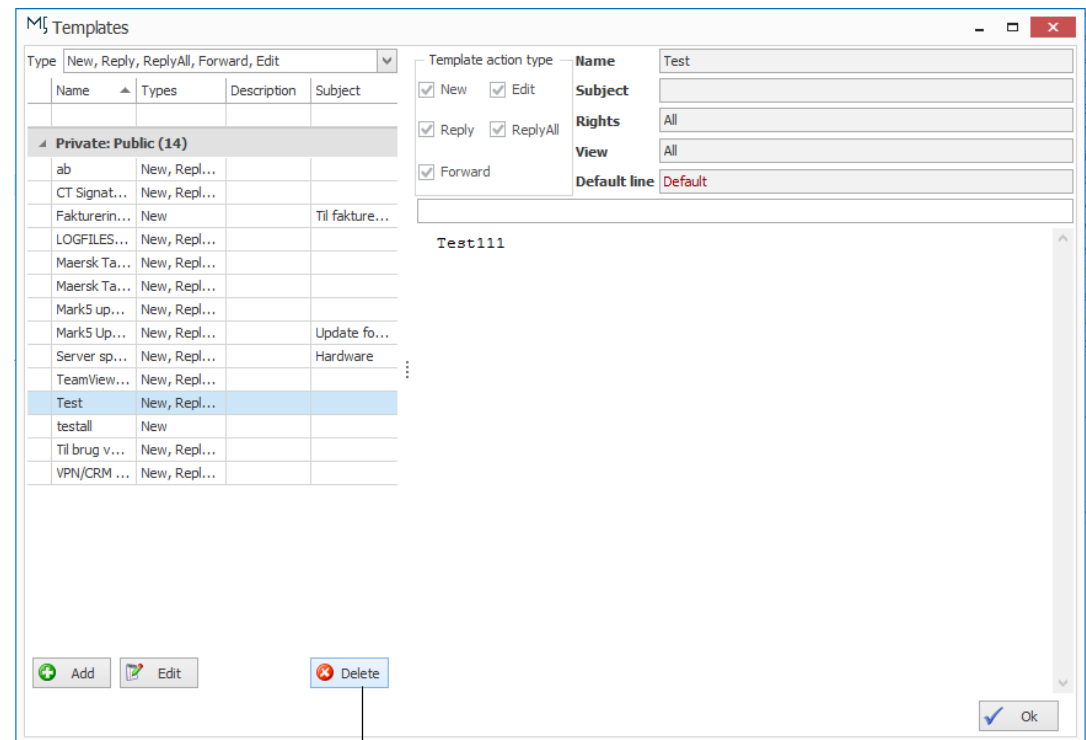 Templates
Type New, Reply, ReplyAll, Forward, Edit
Name Types Description Subject
Private: Public (14)
ab New, Repl...
CT Signat... New, Repl...
Fakturerin... New Til fakture...
LOGFILES... New, Repl...
Maersk Ta... New, Repl...
Maersk Ta... New, Repl...
Mark5 up... New, Repl...
Mark5 Up... New, Repl... Update fo...
Server sp... New, Repl... Hardware
TeamView... New, Repl...
Test New, Repl...
testall New
Til brug v... New, Repl...
VPN/CRM ... New, Repl...
Add Edit Delete
Template action type
New Edit
Reply ReplyAll
Forward
Name Test
Subject
Rights All
View All
Default line Default
Test111
Ok